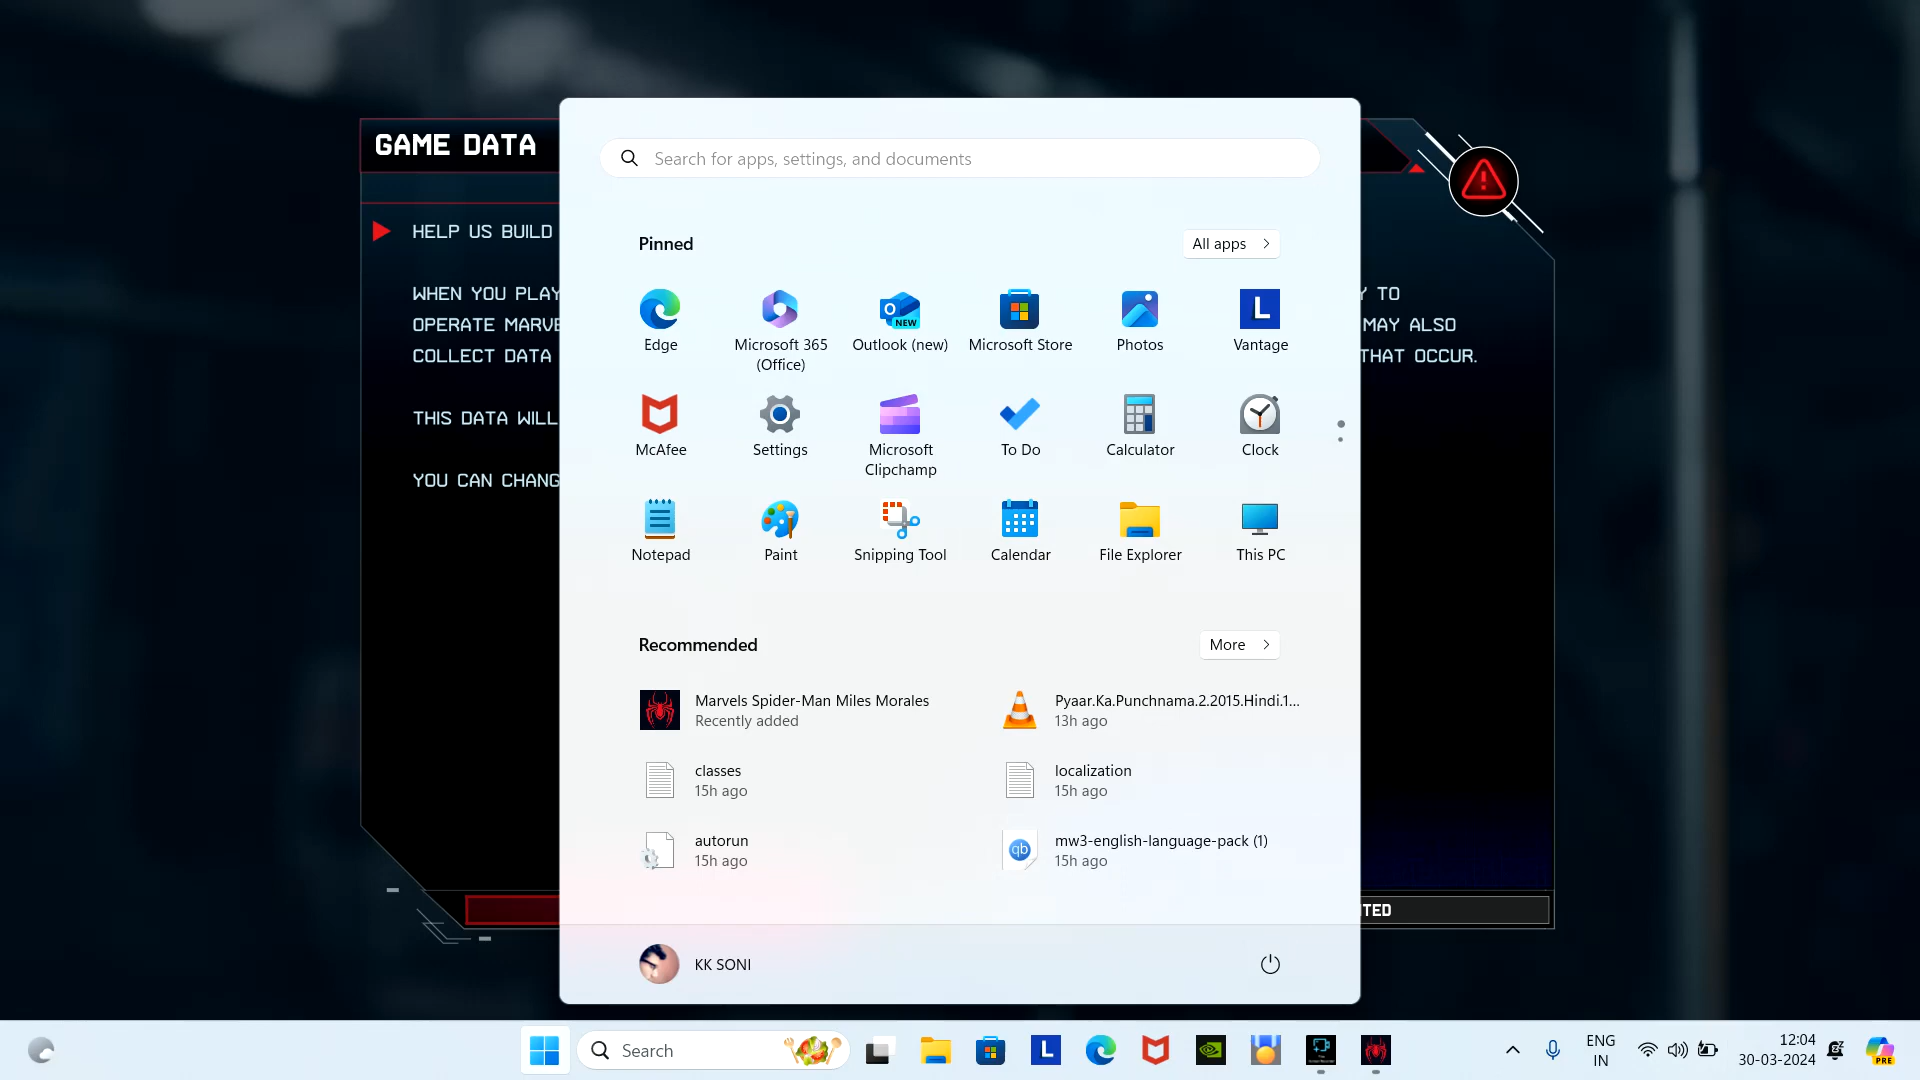 GAME DATA
HELP US BUILD
WHEN YOU PLAY
Y TO
OPERATE MARVE
MAY ALSO
COLLECT DATA
THAT OCCUR.
THIS DATA WILL
YOU CAN CHANG
TED
Search for apps, settings, and documents
Pinned
All apps
Edge
Microsoft 365
(Office)
Outlook (new)
NEW
Microsoft Store
Photos
L
Vantage
McAfee
Settings
Microsoft
Clipchamp
To Do
Calculator
Clock
Notepad
Paint
Snipping Tool
Calendar
File Explorer
This PC
Recommended
More
Marvels Spider-Man Miles Morales
Recently added
Pyaar.Ka.Punchnama.2.2015.Hindi.1...
13h ago
classes
15h ago
localization
15h ago
autorun
15h ago
qb
mw3-english-language-pack (1)
15h ago
KK SONI
Search
L
ENG
IN
12:04
30-03-2024
PRE